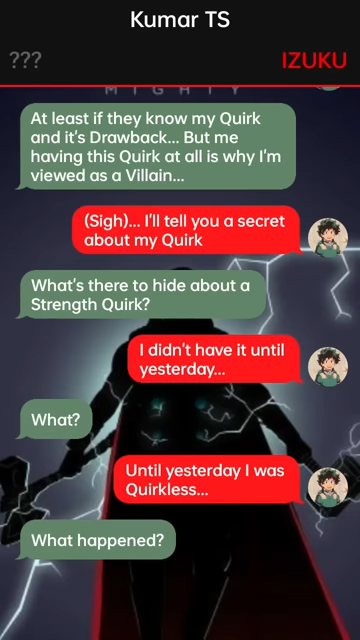 Kumar TS
???
IZUKU
MIGHTY
At least if they know my Quirk
and it's Drawback... But me
having this Quirk at all is why I'm
viewed as a Villain...
(Sigh)... I'll tell you a secret
about my Quirk
What's there to hide about a
Strength Quirk?
I didn't have it until
yesterday...
What?
Until yesterday I was
Quirkless...
What happened?